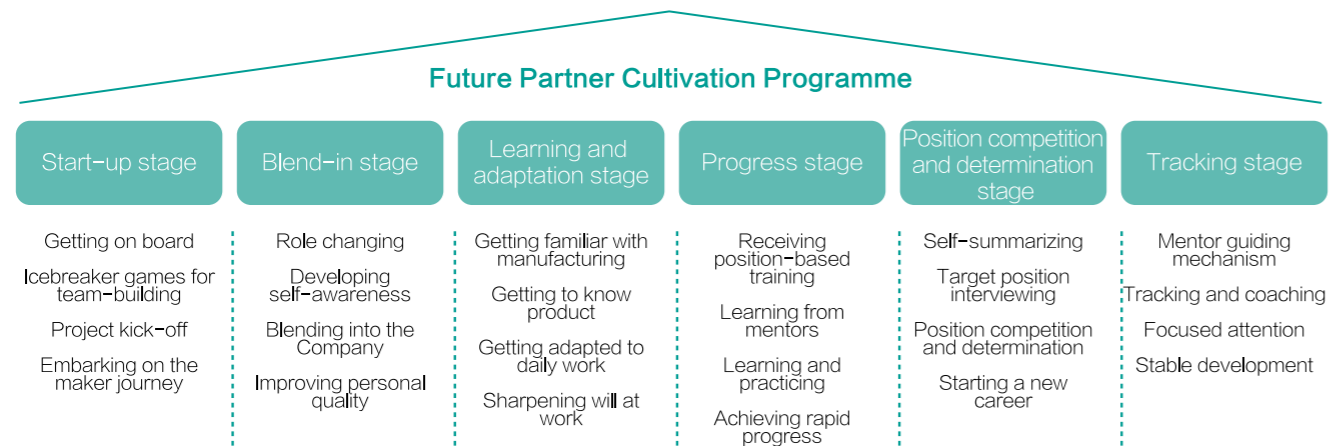 Future Partner Cultivation Programme
Start-up stage
Getting on board
Icebreaker games for
team-building
Project kick-off
Embarking on the
maker journey
Blend-in stage
Role changing
Developing
self-awareness
Blending into the
Company
Improving personal
quality
Learning and
adaptation stage
Getting familiar with
manufacturing
Getting to know
product
Getting adapted to
daily work
Sharpening will at
work
Progress stage
Receiving
position-based
training
Learning from
mentors
Learning and
practicing
Achieving rapid
progress
Position competition
and determination
stage
Self-summarizing
Target position
interviewing
Position competition
and determination
Starting a new
career
Tracking stage
Mentor guiding
mechanism
Tracking and coaching
Focused attention
Stable development